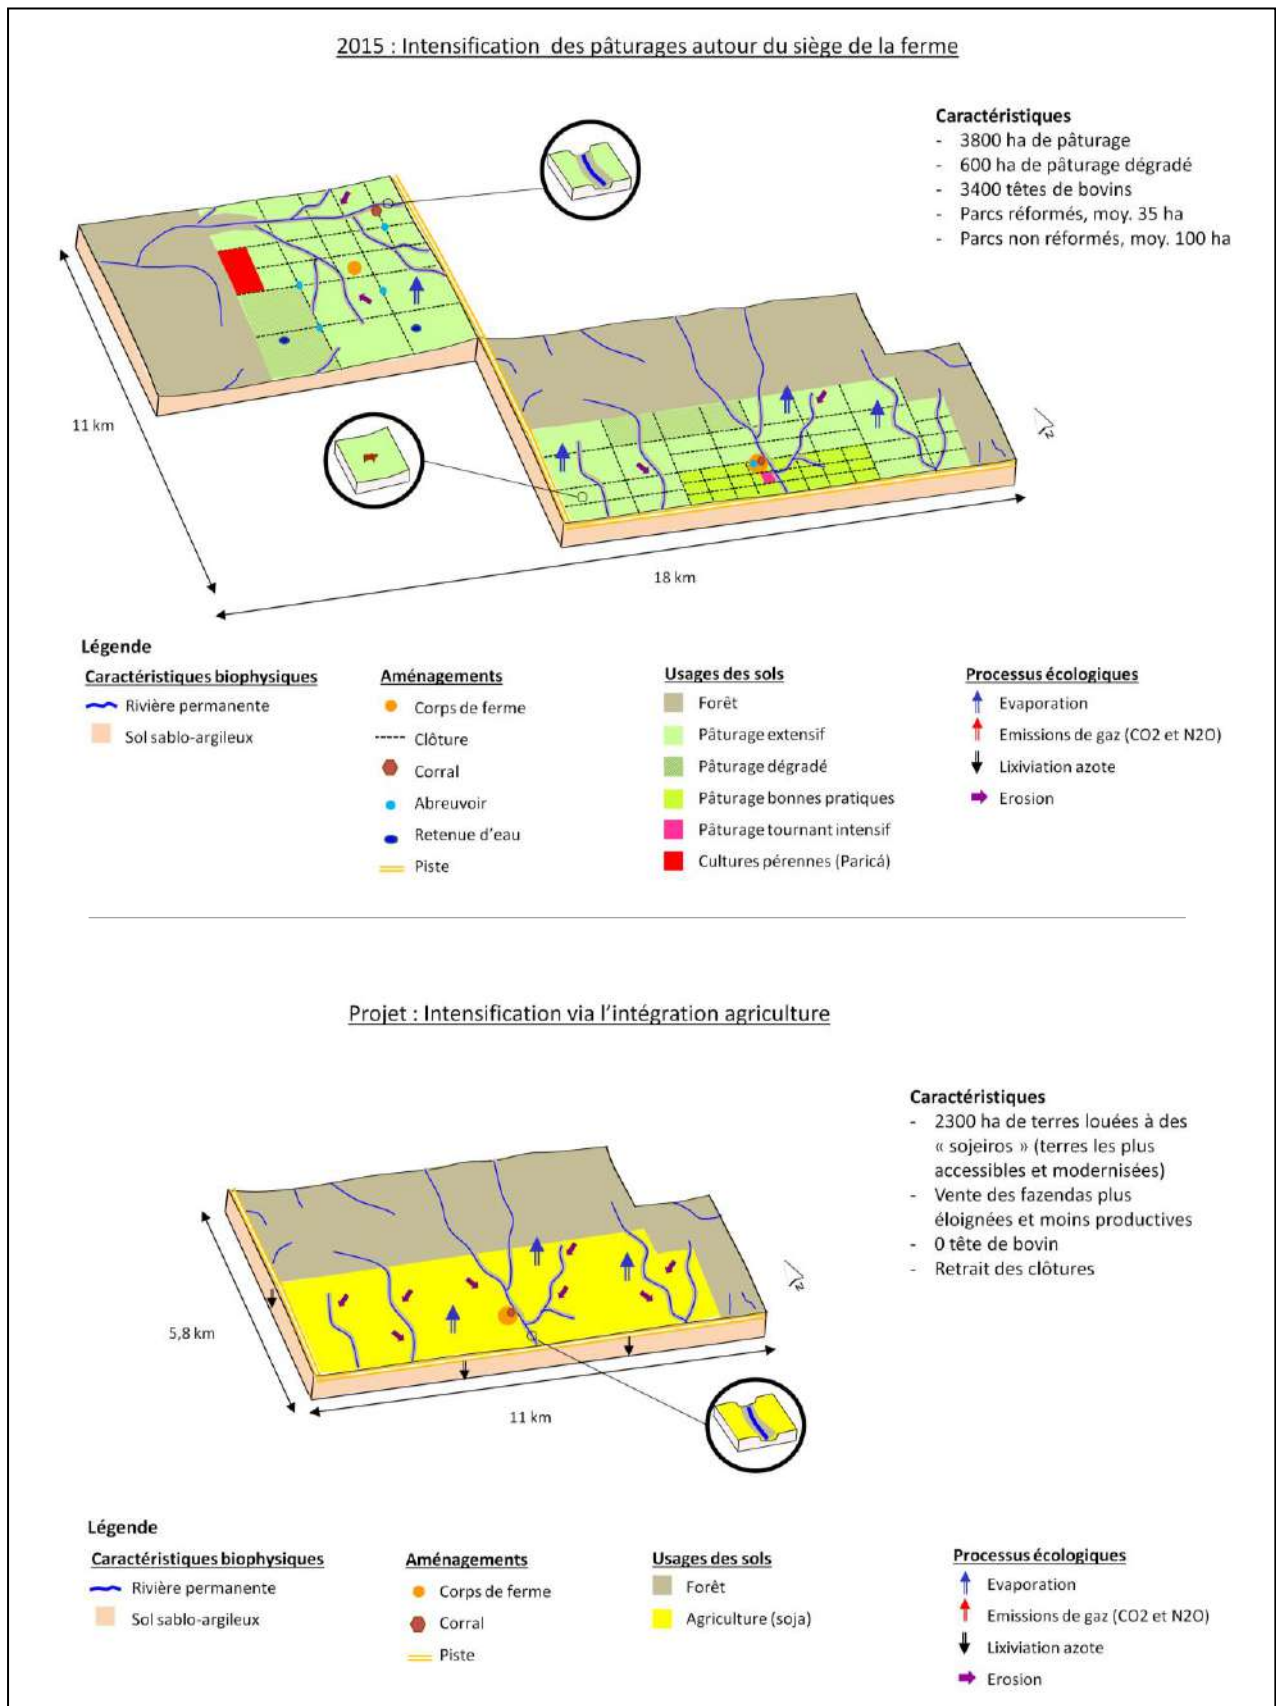 2015 : Intensification des pâturages autour du siège de la ferme
Caractéristiques
- 3800 ha de pâturage
- 600 ha de pâturage dégradé
- 3400 têtes de bovins
- Parcs réformés, moy. 35 ha
- Parcs non réformés, moy. 100 ha
11 km
18 km
N
Légende
Caractéristiques biophysiques
Rivière permanente
Sol sablo-argileux
Aménagements
Corps de ferme
Clôture
Corral
Abreuvoir
Retenue d’eau
Piste
Usages des sols
Forêt
Pâturage extensif
Pâturage dégradé
Pâturage bonnes pratiques
Pâturage tournant intensif
Cultures pérennes (Paricá)
Processus écologiques
Evaporation
Emissions de gaz (CO2 et N2O)
Lixiviation azote
Erosion
Projet : Intensification via l’intégration agriculture
Caractéristiques
- 2300 ha de terres louées à des
« sojeiros » (terres les plus
accessibles et modernisées)
- Vente des fazendas plus
éloignées et moins productives
- 0 tête de bovin
- Retrait des clôtures
N
5,8 km
11 km
Légende
Caractéristiques biophysiques
Rivière permanente
Sol sablo-argileux
Aménagements
Corps de ferme
Corral
Piste
Usages des sols
Forêt
Agriculture (soja)
Processus écologiques
Evaporation
Emissions de gaz (CO2 et N2O)
Lixiviation azote
Erosion